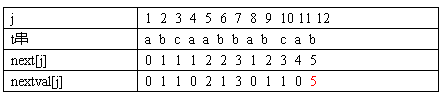 j 1 2 3 4 5 6 7 8 9 10 11 12
t串 a b c a a b b a b c a b
next[j] 0 1 1 1 2 2 3 1 2 3 4 5
nextval[j] 0 1 1 0 2 1 3 0 1 1 0 5